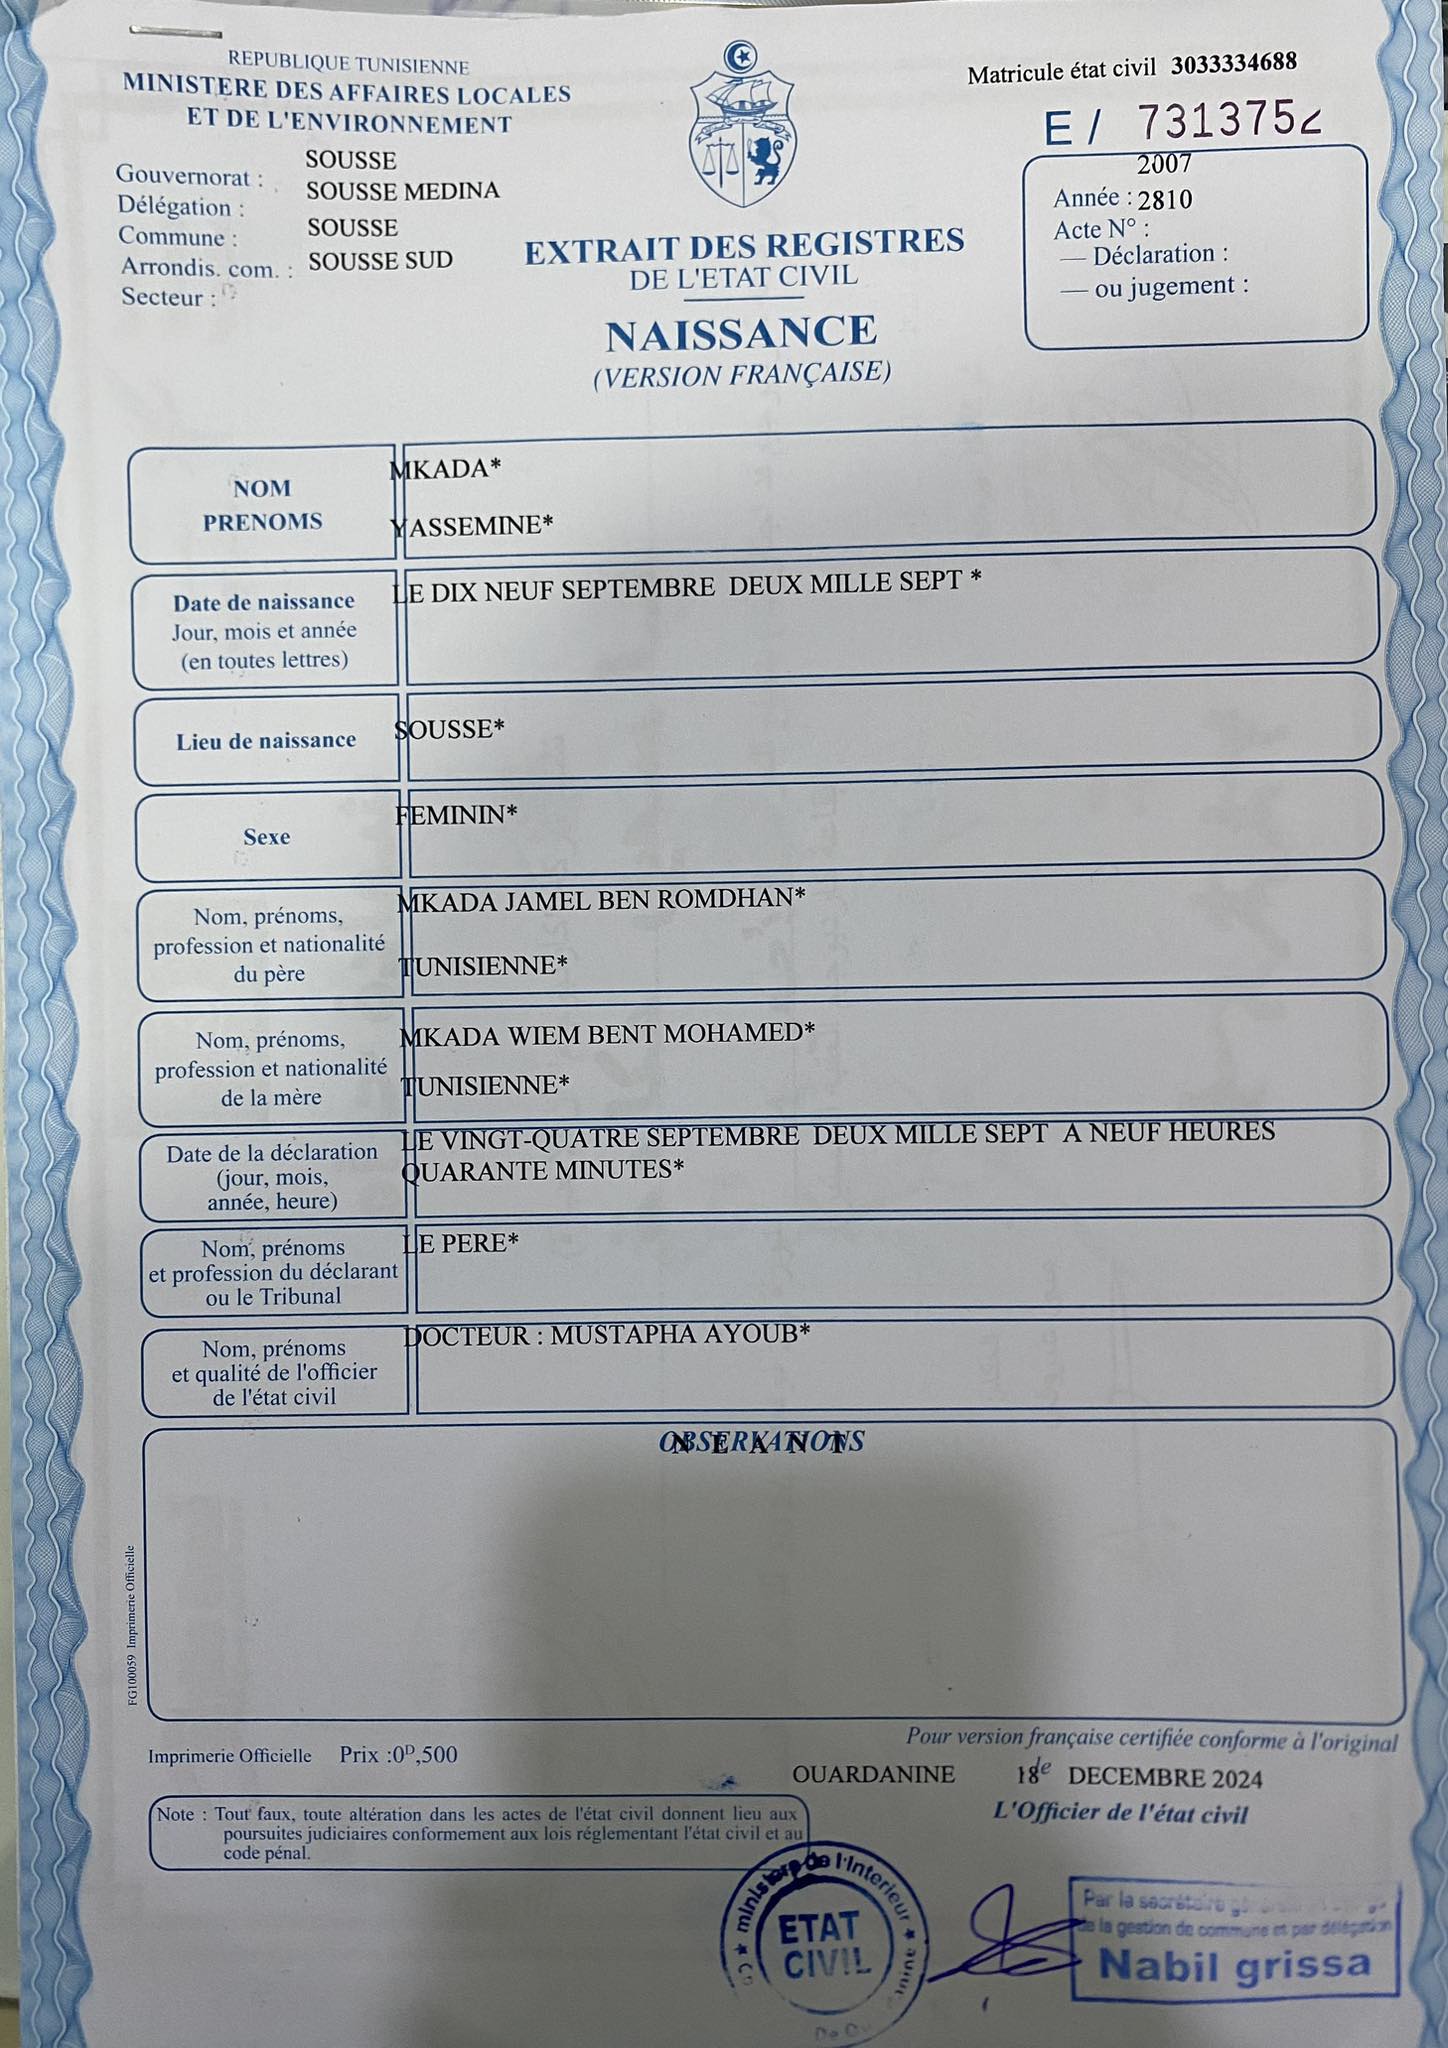 REPUBLIQUE TUNISIENNE
MINISTERE DES AFFAIRES LOCALES
ET DE L'ENVIRONNEMENT
Gouvernorat : SOUSSE
Délégation : SOUSSE MEDINA
Commune : SOUSSE
Arrondis. com. : SOUSSE SUD
Secteur :
Matricule état civil 3033334688
E / 7313752
2007
Année : 2810
Acte N° :
— Déclaration :
— ou jugement :
EXTRAIT DES REGISTRES
DE L'ETAT CIVIL
NAISSANCE
(VERSION FRANÇAISE)
NOM
PRENOMS
MKADA*
YASSEMINE*
Date de naissance
Jour, mois et année
(en toutes lettres)
LE DIX NEUF SEPTEMBRE DEUX MILLE SEPT *
Lieu de naissance
SOUSSE*
Sexe
FEMININ*
Nom, prénoms,
profession et nationalité
du père
MKADA JAMEL BEN ROMDHAN*
TUNISIENNE*
Nom, prénoms,
profession et nationalité
de la mère
MKADA WIEM BENT MOHAMED*
TUNISIENNE*
Date de la déclaration
(jour, mois,
année, heure)
LE VINGT-QUATRE SEPTEMBRE DEUX MILLE SEPT A NEUF HEURES
QUARANTE MINUTES*
Nom, prénoms
et profession du déclarant
ou le Tribunal
LE PERE*
Nom, prénoms
et qualité de l'officier
de l'état civil
DOCTEUR : MUSTAPHA AYOUB*
OBSERVATIONS
N E A N T
FG100059 Imprimerie Officielle
Pour version française certifiée conforme à l'original
Imprimerie Officielle Prix :0D,500
OUARDANINE le 18 DECEMBRE 2024
L'Officier de l'état civil
Note : Tout faux, toute altération dans les actes de l'état civil donnent lieu aux
poursuites judiciaires conformement aux lois réglementant l'état civil et au
code pénal.
ministere de l'Interieur
ETAT
CIVIL
Par la secrétaire
de la gestion de commune et par délégation
Nabil grissa